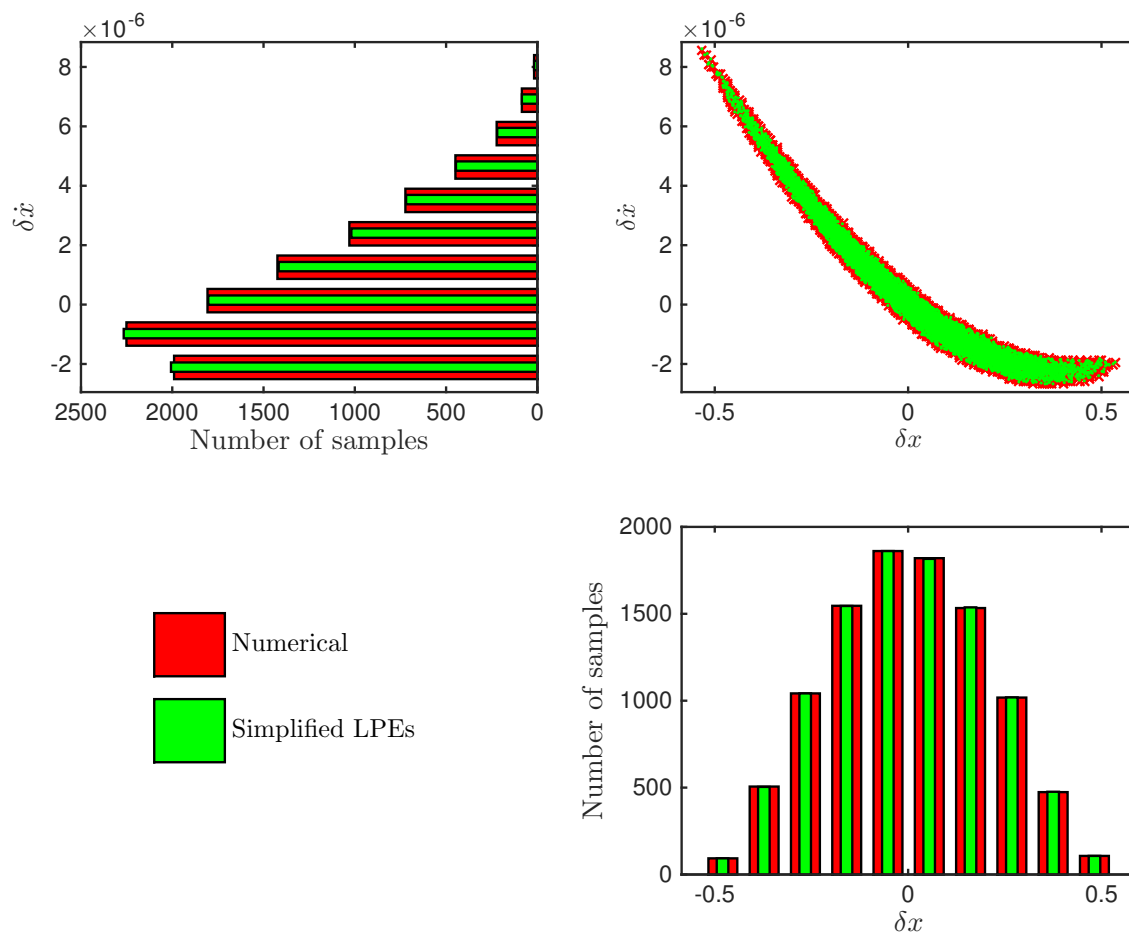 ×10⁻⁶
8
6
4
2
0
-2
δẋ
2500 2000 1500 1000 500 0
Number of samples
×10⁻⁶
8
6
4
2
0
-2
δẋ
-0.5 0 0.5
δx
Numerical
Simplified LPEs
2000
1500
1000
500
0
Number of samples
-0.5 0 0.5
δx